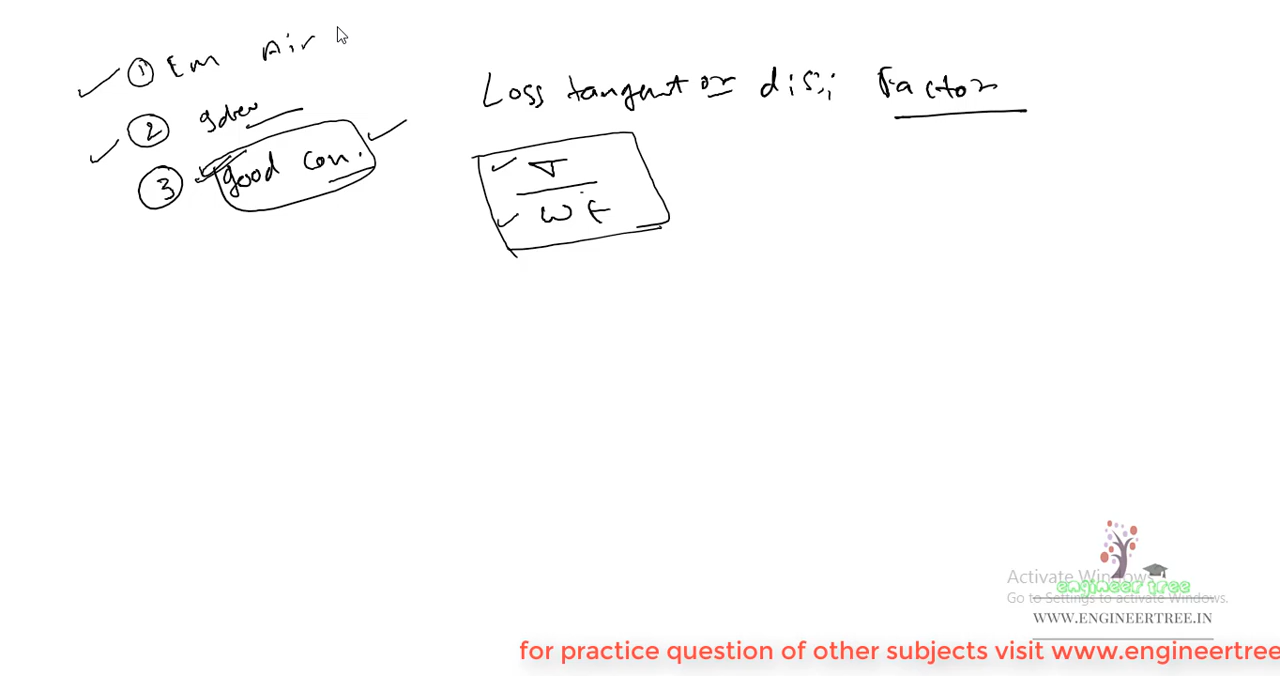 ① Em Air
②
③ good con.
Loss tangent or dissi Factor
σ
ωε
Activate Windows
Go to Settings to activate Windows.
engineer tree
WWW.ENGINEERTREE.IN
for practice question of other subjects visit www.engineertree